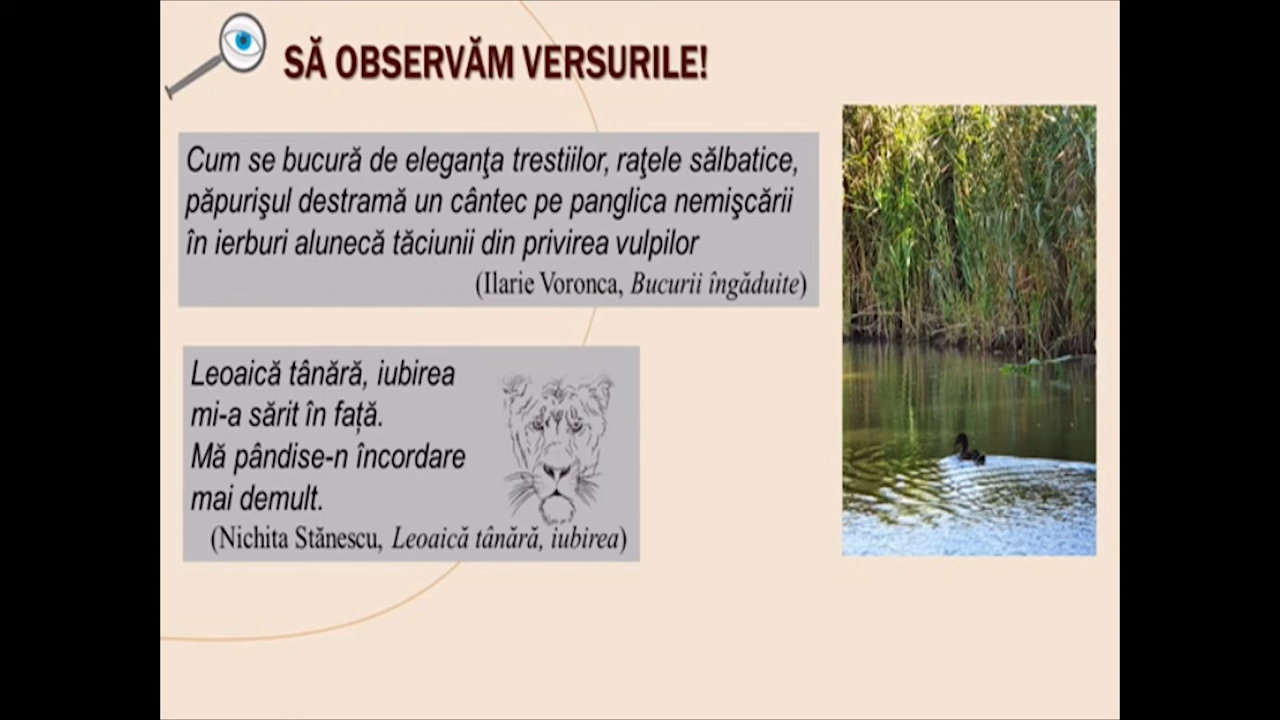 SĂ OBSERVĂM VERSURILE!
Cum se bucură de eleganţa trestiilor, raţele sălbatice,
păpurişul destramă un cântec pe panglica nemişcării
în ierburi alunecă tăciunii din privirea vulpilor
(Ilarie Voronca, Bucurii îngăduite)
Leoaică tânără, iubirea
mi-a sărit în față.
Mă pândise-n încordare
mai demult.
(Nichita Stănescu, Leoaică tânără, iubirea)